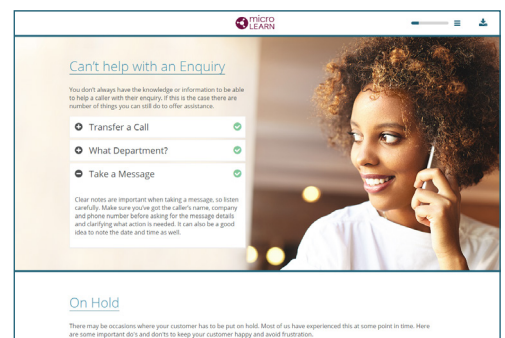 micro
LEARN
Can't help with an Enquiry
You don't always have the knowledge or information to be able
to help a caller with their enquiry. If this is the case there are
number of things you can still do to offer assistance.
Transfer a Call
What Department?
Take a Message
Clear notes are important when taking a message, so listen
carefully. Make sure you've got the caller's name, company
and phone number before asking for the message details
and clarifying what action is needed. It can also be a good
idea to note the date and time as well.
On Hold
There may be occasions where your customer has to be put on hold. Most of us have experienced this at some point in time. Here
are some important do's and don'ts to keep your customer happy and avoid frustration.